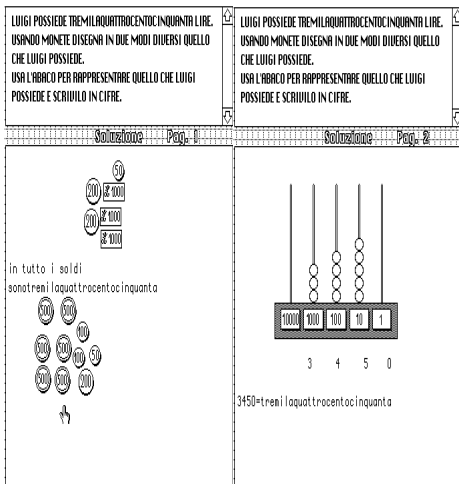 LUIGI POSSIEDE TREMILAQUATTROCENTOCINQUANTA LIRE.
USANDO MONETE DISEGNA IN DUE MODI DIVERSI QUELLO
CHE LUIGI POSSIEDE.
USA L'ABACO PER RAPPRESENTARE QUELLO CHE LUIGI
POSSIEDE E SCRIVILO IN CIFRE.
Soluzione Pag. 1
50
200 £ 1000
200 £ 1000
£ 1000
in tutto i soldi
sonotremilaquattrocentocinquanta
500 500
100
500 500 100 50
500 500 200
LUIGI POSSIEDE TREMILAQUATTROCENTOCINQUANTA LIRE.
USANDO MONETE DISEGNA IN DUE MODI DIVERSI QUELLO
CHE LUIGI POSSIEDE.
USA L'ABACO PER RAPPRESENTARE QUELLO CHE LUIGI
POSSIEDE E SCRIVILO IN CIFRE.
Soluzione Pag. 2
10000 1000 100 10 1
3 4 5 0
3450=tremilaquattrocentocinquanta